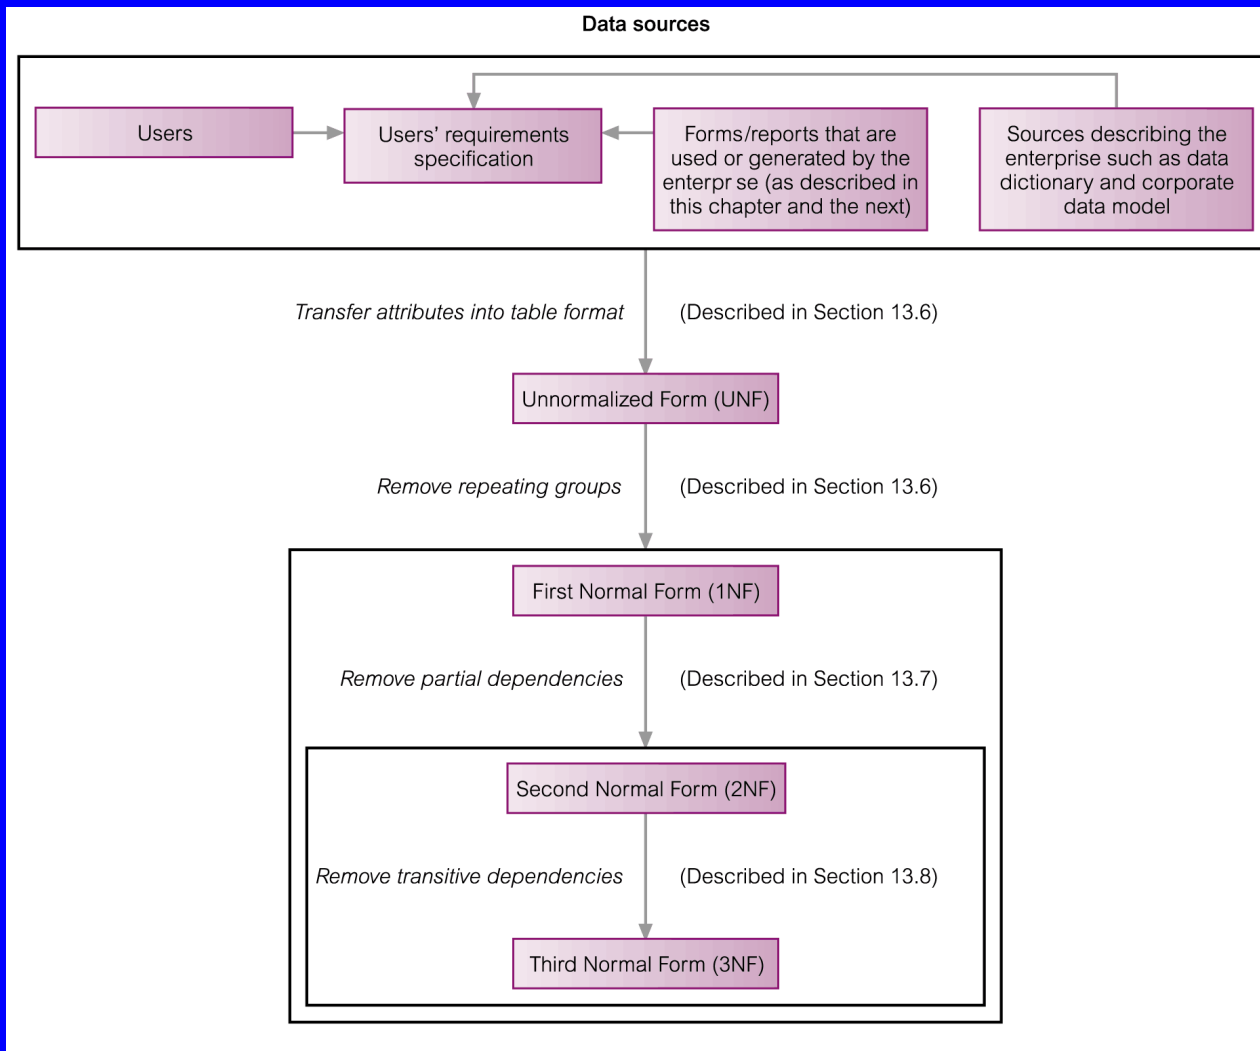 Data sources
Users
Users' requirements
specification
Forms/reports that are
used or generated by the
enterpr se (as described in
this chapter and the next)
Sources describing the
enterprise such as data
dictionary and corporate
data model
Transfer attributes into table format
(Described in Section 13.6)
Unnormalized Form (UNF)
Remove repeating groups
(Described in Section 13.6)
First Normal Form (1NF)
Remove partial dependencies
(Described in Section 13.7)
Second Normal Form (2NF)
Remove transitive dependencies
(Described in Section 13.8)
Third Normal Form (3NF)